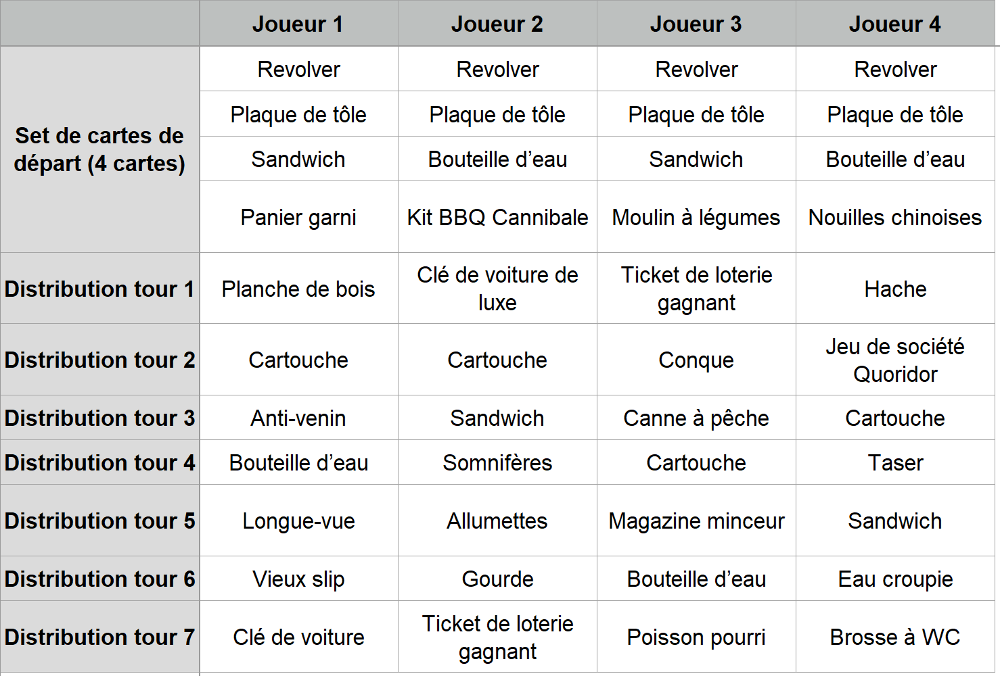 Joueur 1 Joueur 2 Joueur 3 Joueur 4
Set de cartes de
départ (4 cartes)
Revolver Revolver Revolver Revolver
Plaque de tôle Plaque de tôle Plaque de tôle Plaque de tôle
Sandwich Bouteille d’eau Sandwich Bouteille d’eau
Panier garni Kit BBQ Cannibale Moulin à légumes Nouilles chinoises
Distribution tour 1 Planche de bois Clé de voiture de
luxe Ticket de loterie
gagnant Hache
Distribution tour 2 Cartouche Cartouche Conque Jeu de société
Quoridor
Distribution tour 3 Anti-venin Sandwich Canne à pêche Cartouche
Distribution tour 4 Bouteille d’eau Somnifères Cartouche Taser
Distribution tour 5 Longue-vue Allumettes Magazine minceur Sandwich
Distribution tour 6 Vieux slip Gourde Bouteille d’eau Eau croupie
Distribution tour 7 Clé de voiture Ticket de loterie
gagnant Poisson pourri Brosse à WC